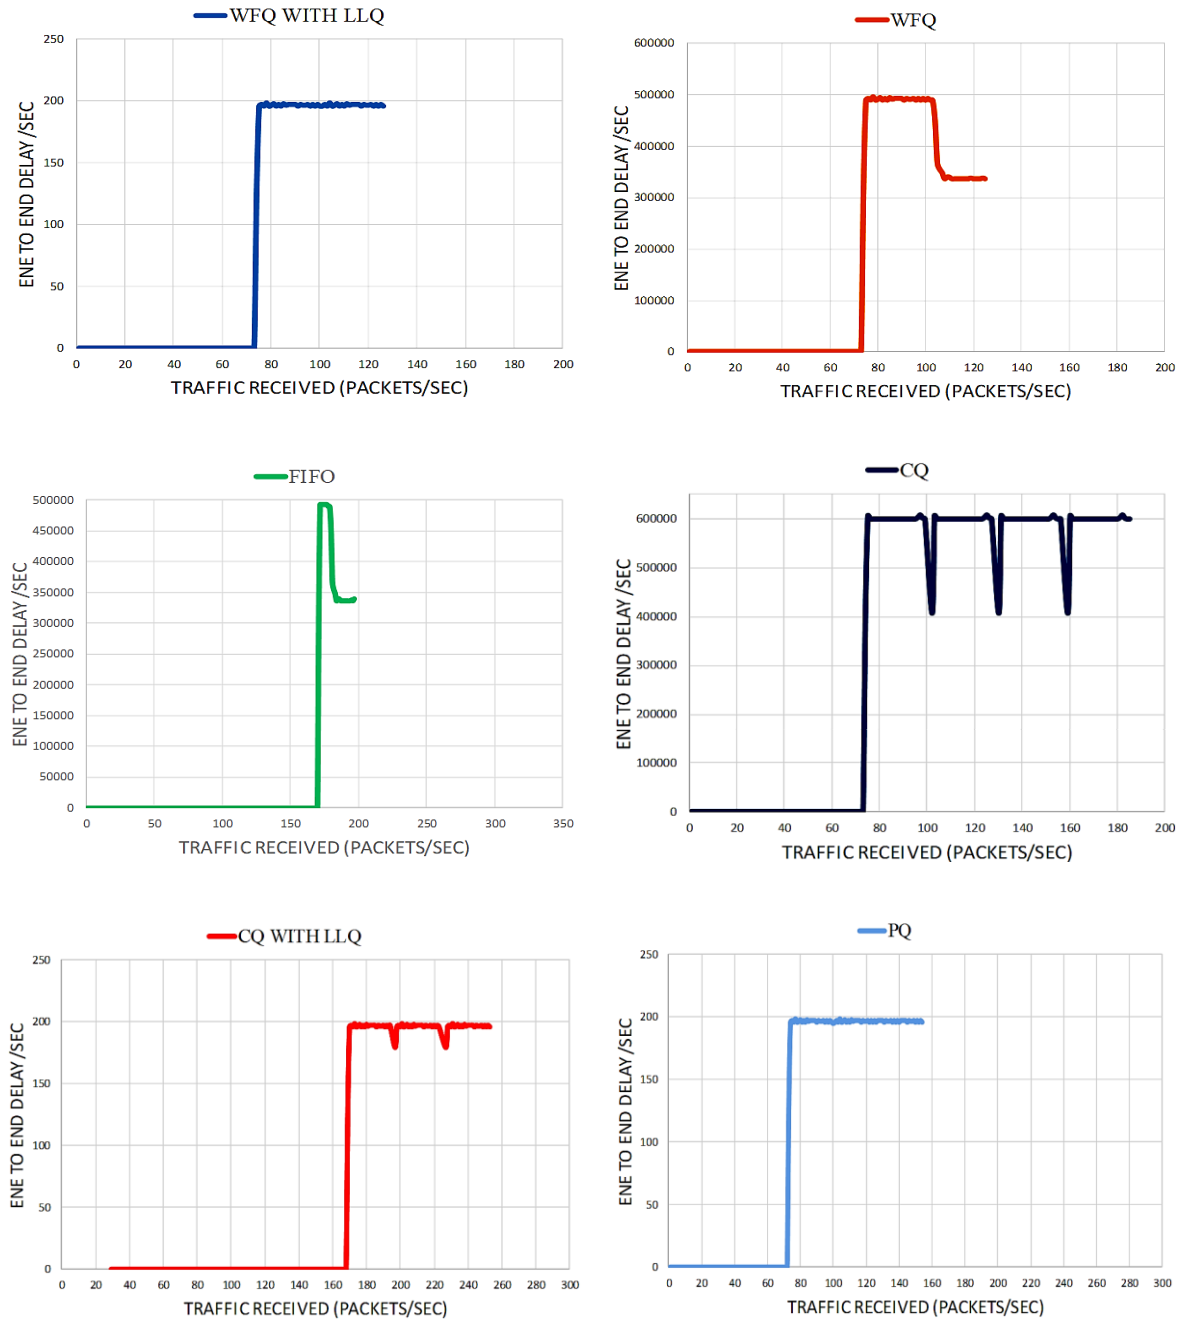 WFQ WITH LLQ
250
200
150
100
50
0
0 20 40 60 80 100 120 140 160 180 200
ENE TO END DELAY /SEC
TRAFFIC RECEIVED (PACKETS/SEC)
WFQ
600000
500000
400000
300000
200000
100000
0
0 20 40 60 80 100 120 140 160 180 200
ENE TO END DELAY /SEC
TRAFFIC RECEIVED (PACKETS/SEC)
FIFO
500000
450000
400000
350000
300000
250000
200000
150000
100000
50000
0
0 50 100 150 200 250 300 350
ENE TO END DELAY /SEC
TRAFFIC RECEIVED (PACKETS/SEC)
CQ
600000
500000
400000
300000
200000
100000
0
0 20 40 60 80 100 120 140 160 180 200
ENE TO END DELAY /SEC
TRAFFIC RECEIVED (PACKETS/SEC)
CQ WITH LLQ
250
200
150
100
50
0
0 20 40 60 80 100 120 140 160 180 200 220 240 260 280 300
ENE TO END DELAY /SEC
TRAFFIC RECEIVED (PACKETS/SEC)
PQ
250
200
150
100
50
0
0 20 40 60 80 100 120 140 160 180 200 220 240 260 280 300
ENE TO END DELAY /SEC
TRAFFIC RECEIVED (PACKETS/SEC)